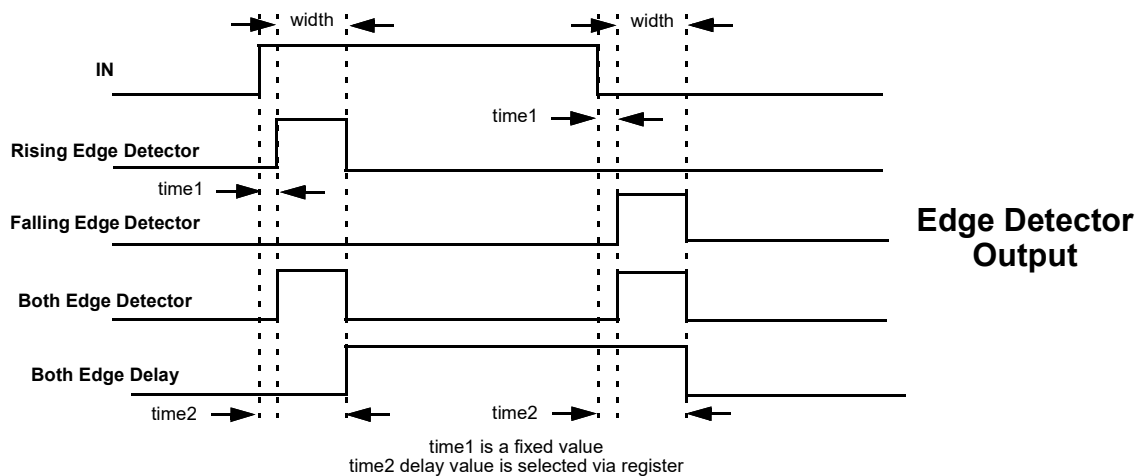 width
width
IN
time1
Rising Edge Detector
time1
Falling Edge Detector
Edge Detector
Output
Both Edge Detector
Both Edge Delay
time2
time2
time1 is a fixed value
time2 delay value is selected via register